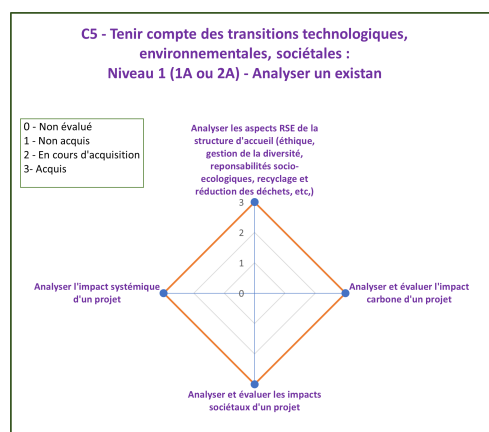 C5 - Tenir compte des transitions technologiques,
environnementales, sociétales :
Niveau 1 (1A ou 2A) - Analyser un existan
0 - Non évalué
1 - Non acquis
2 - En cours d'acquisition
3- Acquis
Analyser les aspects RSE de la
structure d'accueil (éthique,
gestion de la diversité,
reponsabilités socio-
ecologiques, recyclage et
réduction des déchets, etc,)
3
2
1
0
Analyser l'impact systémique
d'un projet
Analyser et évaluer l'impact
carbone d'un projet
Analyser et évaluer les impacts
sociétaux d'un projet